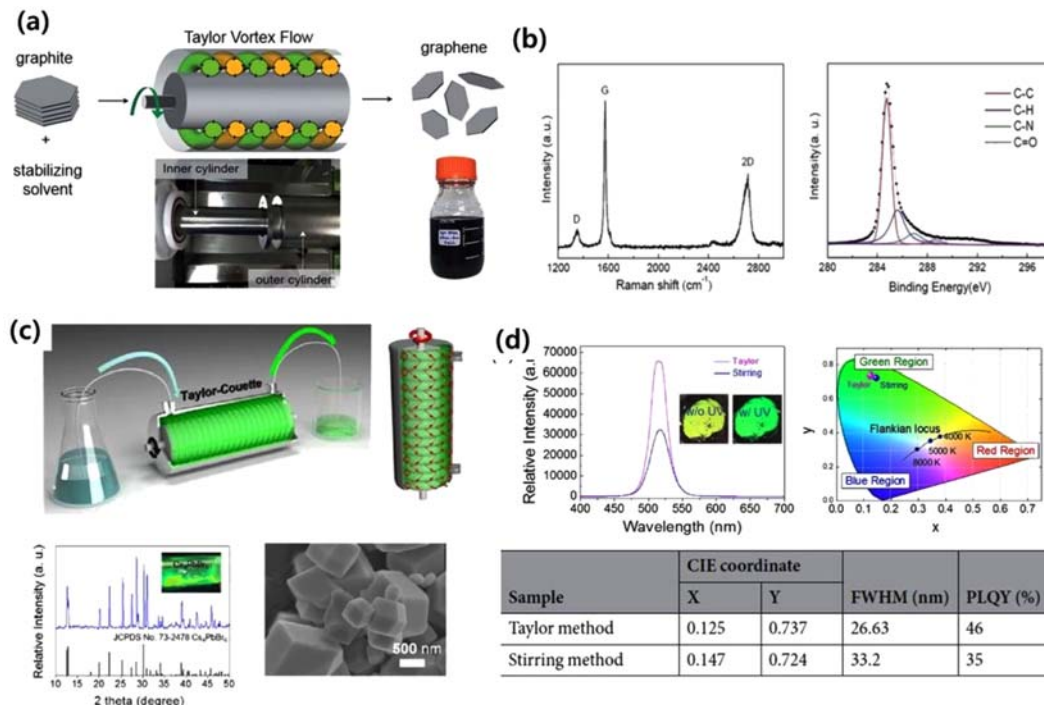 (a)
Taylor Vortex Flow
graphite
+
stabilizing
solvent
graphene
Inner cylinder
outer cylinder
(b)
Intensity (a.u.)
D
G
2D
1200 1600 2000 2400 2800
Raman shift (cm⁻¹)
Intensity(a. u.)
C-C
C-H
C-N
C=O
280 284 288 292 296
Binding Energy(eV)
(c)
Taylor-Couette
Relative Intensity (a. u.)
JCPDS No. 73-2478 Cs₄PbBr₆
10 15 20 25 30 35 40 45 50
2 theta (degree)
500 nm
(d)
Relative Intensity (a.u.
70000
60000
50000
40000
30000
20000
10000
0
Taylor
Stirring
w/o UV
w/ UV
400 450 500 550 600 650 700
Wavelength (nm)
y
0.8
0.6
0.4
0.2
0.0
Green Region
Taylor
Stirring
Flankian locus
4000 K
5000 K
8000 K
Red Region
Blue Region
0.0 0.1 0.2 0.3 0.4 0.5 0.6 0.7
x
Sample CIE coordinate FWHM (nm) PLQY (%)
X Y
Taylor method 0.125 0.737 26.63 46
Stirring method 0.147 0.724 33.2 35